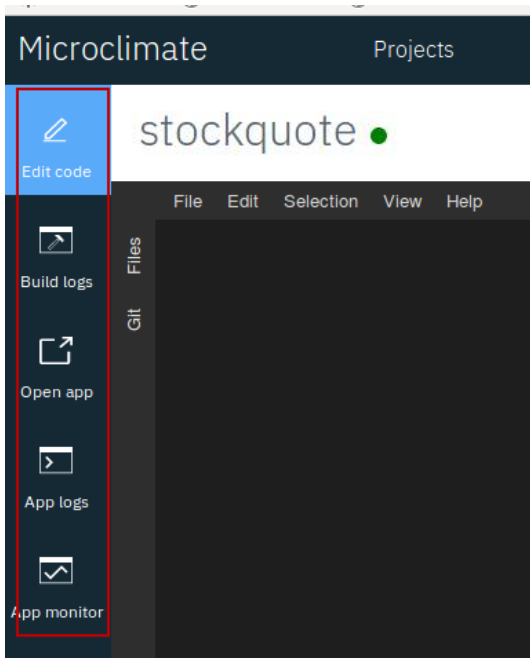 Microclimate
Projects
stockquote
Edit code
Build logs
Open app
App logs
App monitor
File Edit Selection View Help
Files
Git